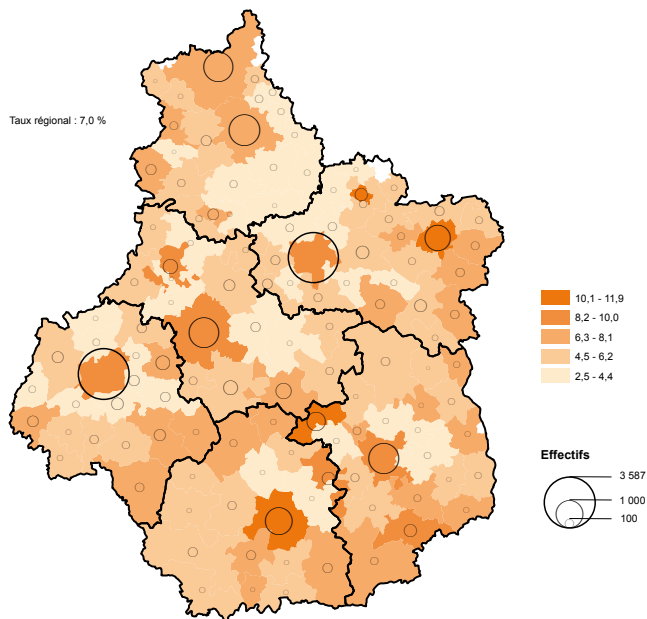 Taux régional : 7,0 %
10,1 - 11,9
8,2 - 10,0
6,3 - 8,1
4,5 - 6,2
2,5 - 4,4
Effectifs
3 587
1 000
100